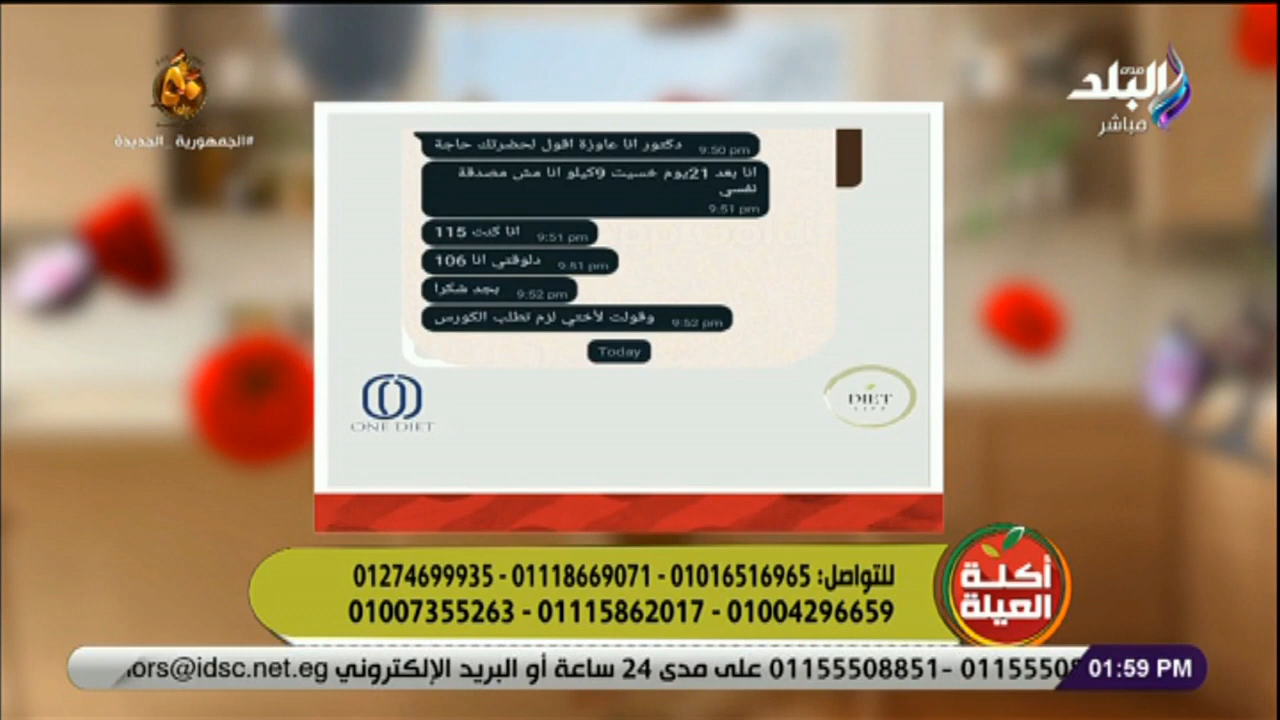 #الجمهورية_الجديدة
صدى البلد
مباشر
دكتور انا عاوزة اقول لحضرتك حاجة 9:50 pm
انا بعد 21يوم خسيت 9كيلو انا مش مصدقة
نفسي
9:51 pm
انا كنت 115 9:51 pm
دلوقتي انا 106 9:51 pm
بجد شكرا 9:52 pm
وقولت لأختي لزم تطلب الكورس 9:52 pm
Today
ONE DIET
DIET
أكلة
العيلة
للتواصل: 01016516965 - 01118669071 - 01274699935
01004296659 - 01115862017 - 01007355263
0115550 -01155508851 على مدى 24 ساعة أو البريد الإلكتروني ors@idsc.net.eg
01:59 PM